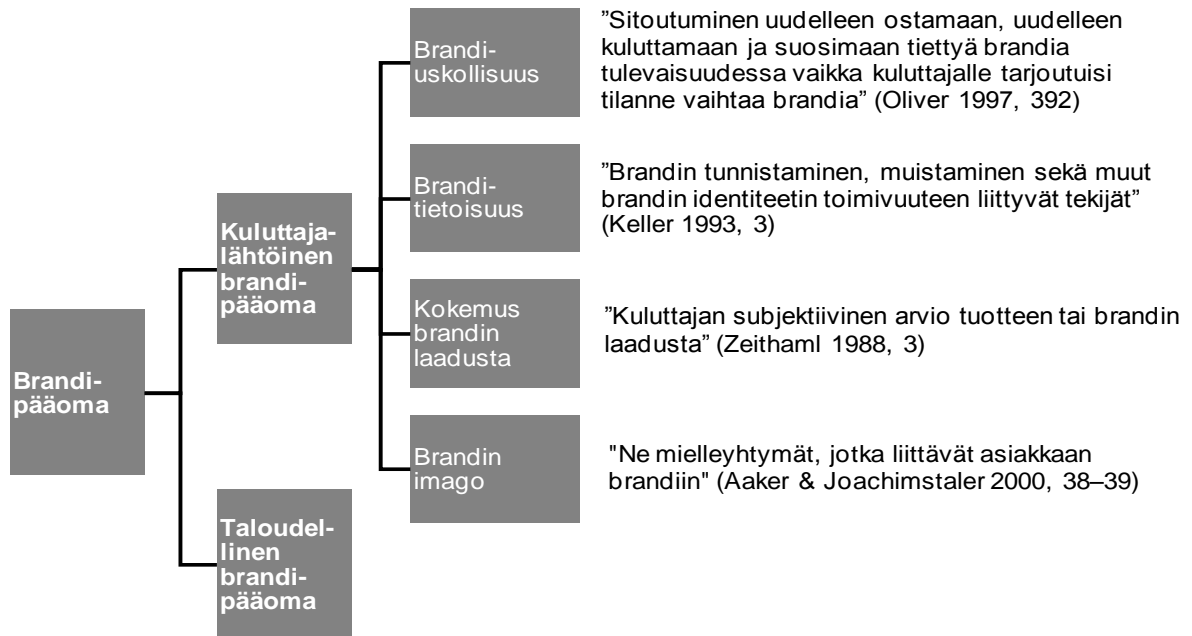 Brandi-
uskollisuus
”Sitoutuminen uudelleen ostamaan, uudelleen
kuluttamaan ja suosimaan tiettyä brandia
tulevaisuudessa vaikka kuluttajalle tarjoutuisi
tilanne vaihtaa brandia” (Oliver 1997, 392)
Brandi-
tietoisuus
”Brandin tunnistaminen, muistaminen sekä muut
brandin identiteetin toimivuuteen liittyvät tekijät”
(Keller 1993, 3)
Kuluttaja-
lähtöinen
brandi-
pääoma
Kokemus
brandin
laadusta
”Kuluttajan subjektiivinen arvio tuotteen tai brandin
laadusta” (Zeithaml 1988, 3)
Brandi-
pääoma
Brandin
imago
"Ne mielleyhtymät, jotka liittävät asiakkaan
brandiin" (Aaker & Joachimstaler 2000, 38–39)
Taloudel-
linen
brandi-
pääoma